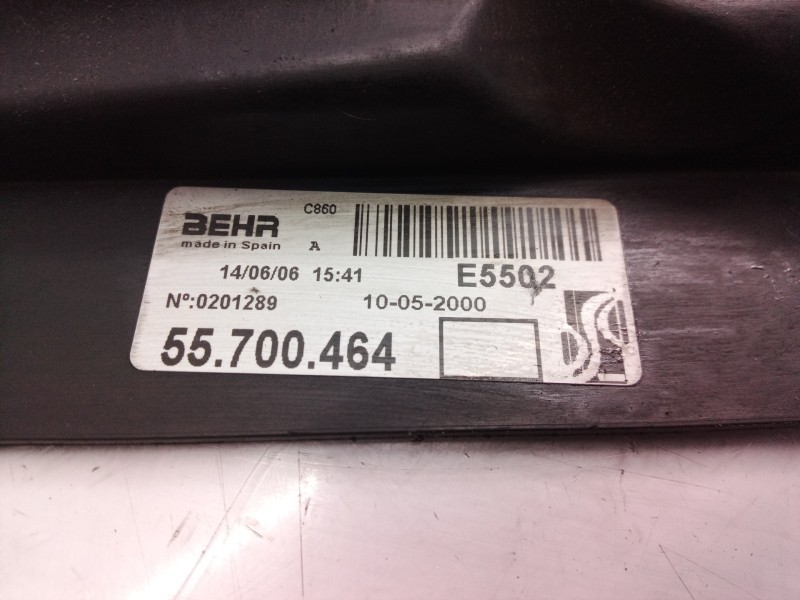 BEHR C860
made in Spain A
14/06/06 15:41 E5502
Nº:0201289 10-05-2000
55.700.464